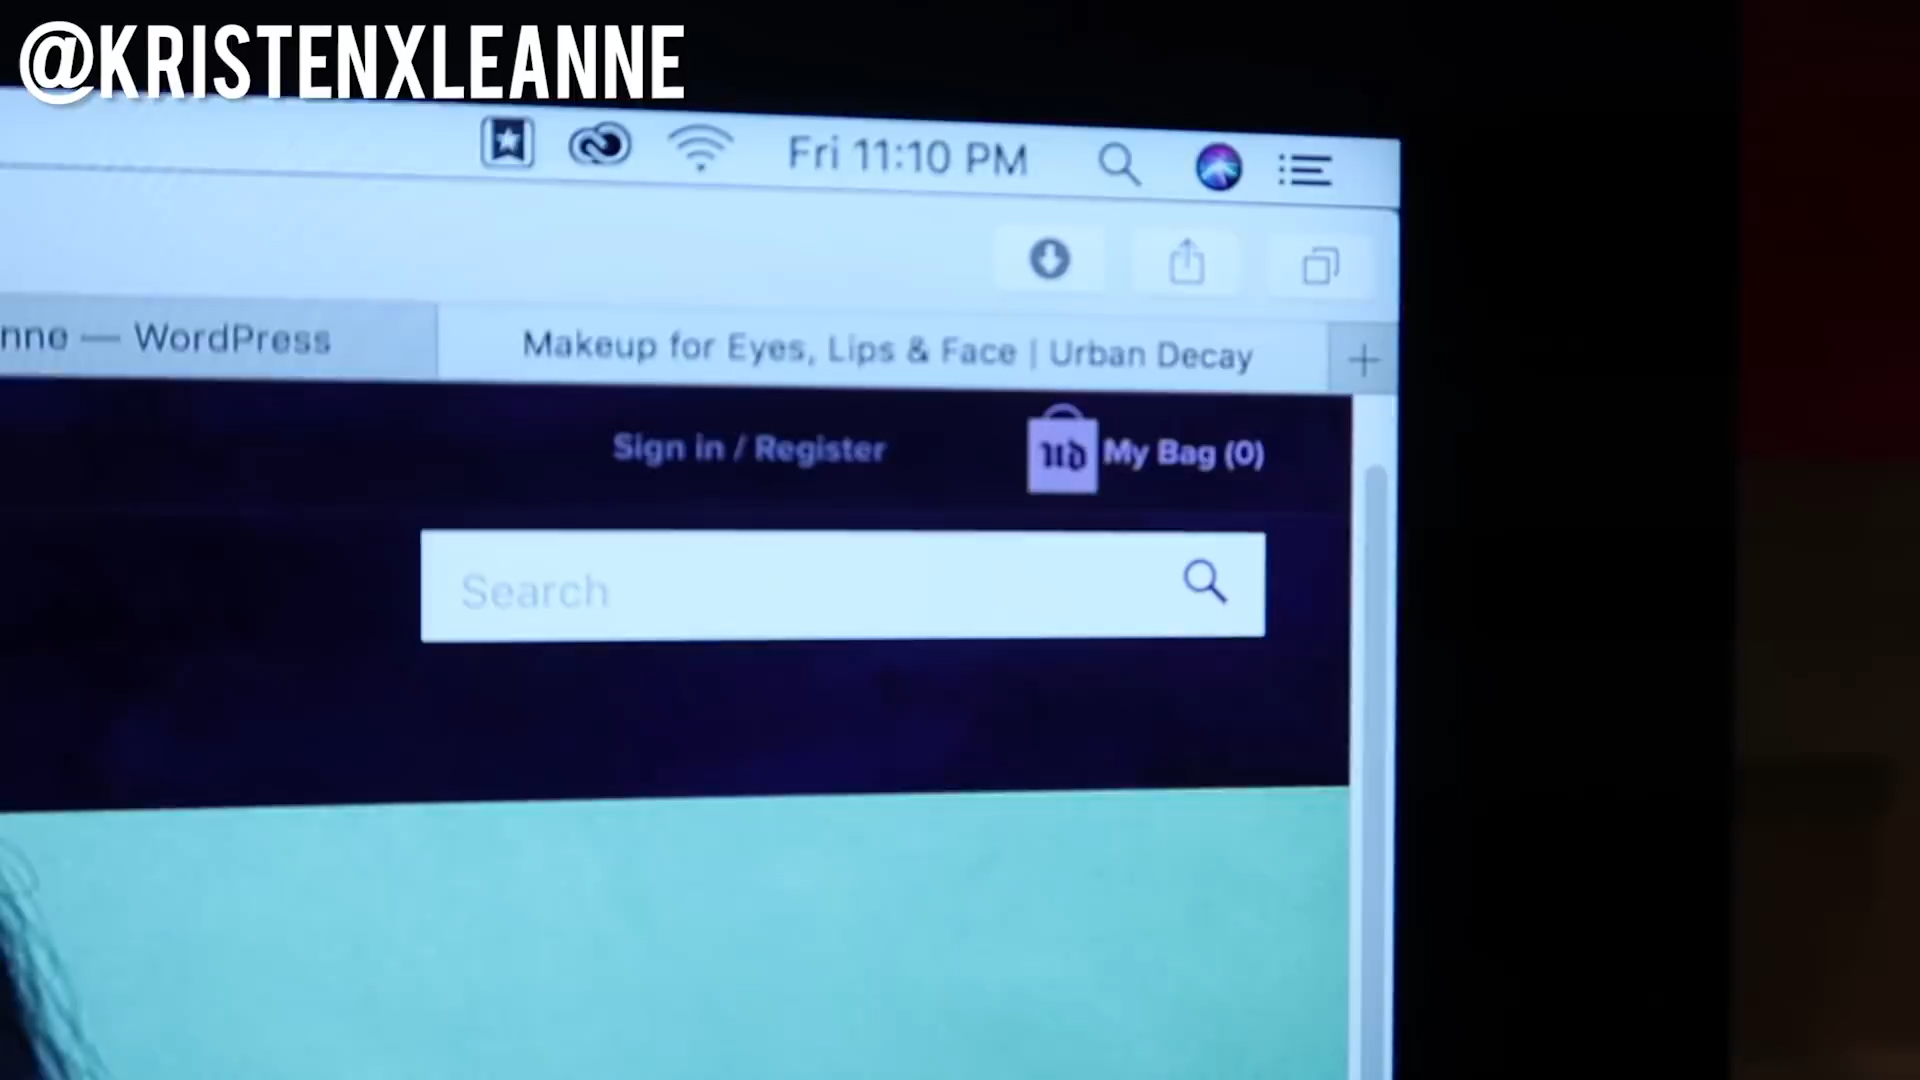 @KRISTENXLEANNE
Fri 11:10 PM
nne — WordPress
Makeup for Eyes, Lips & Face | Urban Decay
Sign in / Register
UD My Bag (0)
Search